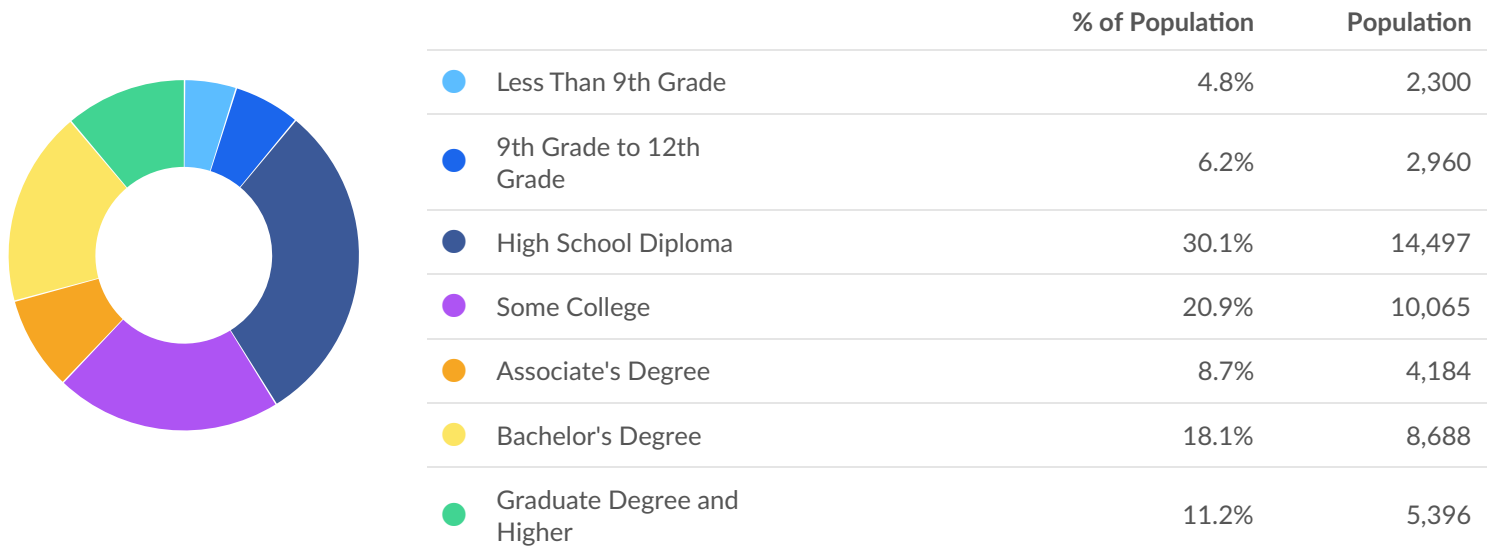 % of Population Population
Less Than 9th Grade 4.8% 2,300
9th Grade to 12th
Grade 6.2% 2,960
High School Diploma 30.1% 14,497
Some College 20.9% 10,065
Associate's Degree 8.7% 4,184
Bachelor's Degree 18.1% 8,688
Graduate Degree and
Higher 11.2% 5,396